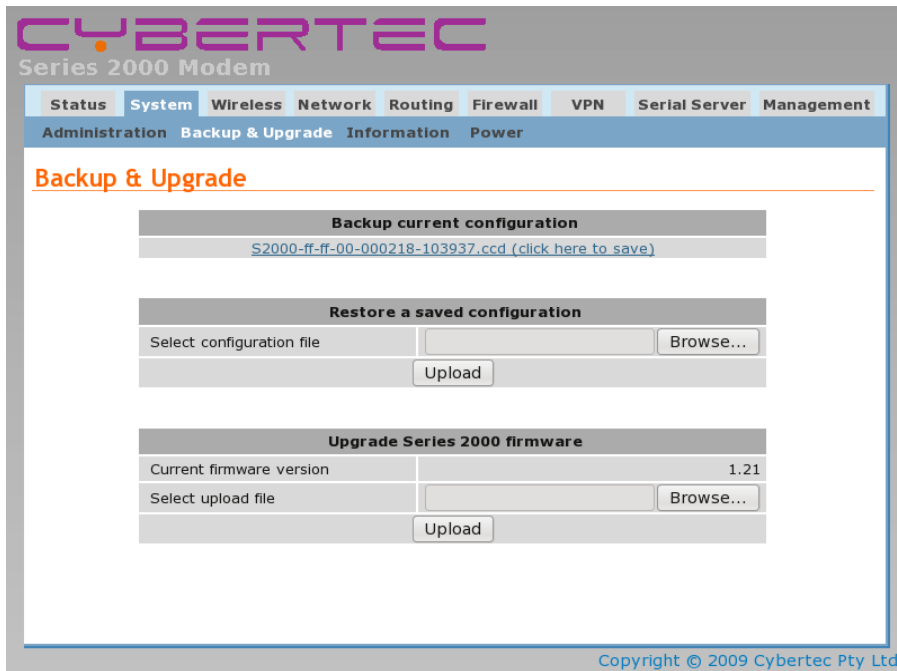 CYBERTEC
Series 2000 Modem
Status System Wireless Network Routing Firewall VPN Serial Server Management
Administration Backup & Upgrade Information Power
Backup & Upgrade
Backup current configuration
S2000-ff-ff-00-000218-103937.ccd (click here to save)
Restore a saved configuration
Select configuration file Browse...
Upload
Upgrade Series 2000 firmware
Current firmware version 1.21
Select upload file Browse...
Upload
Copyright © 2009 Cybertec Pty Ltd